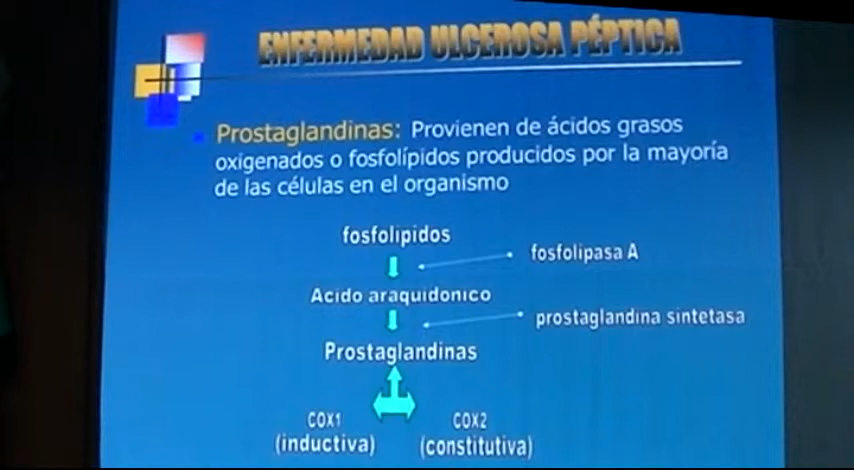 ENFERMEDAD ULCEROSA PÉPTICA
Prostaglandinas: Provienen de ácidos grasos
oxigenados o fosfolípidos producidos por la mayoría
de las células en el organismo
fosfolipidos
fosfolipasa A
Acido araquidonico
prostaglandina sintetasa
Prostaglandinas
COX1
(inductiva)
COX2
(constitutiva)